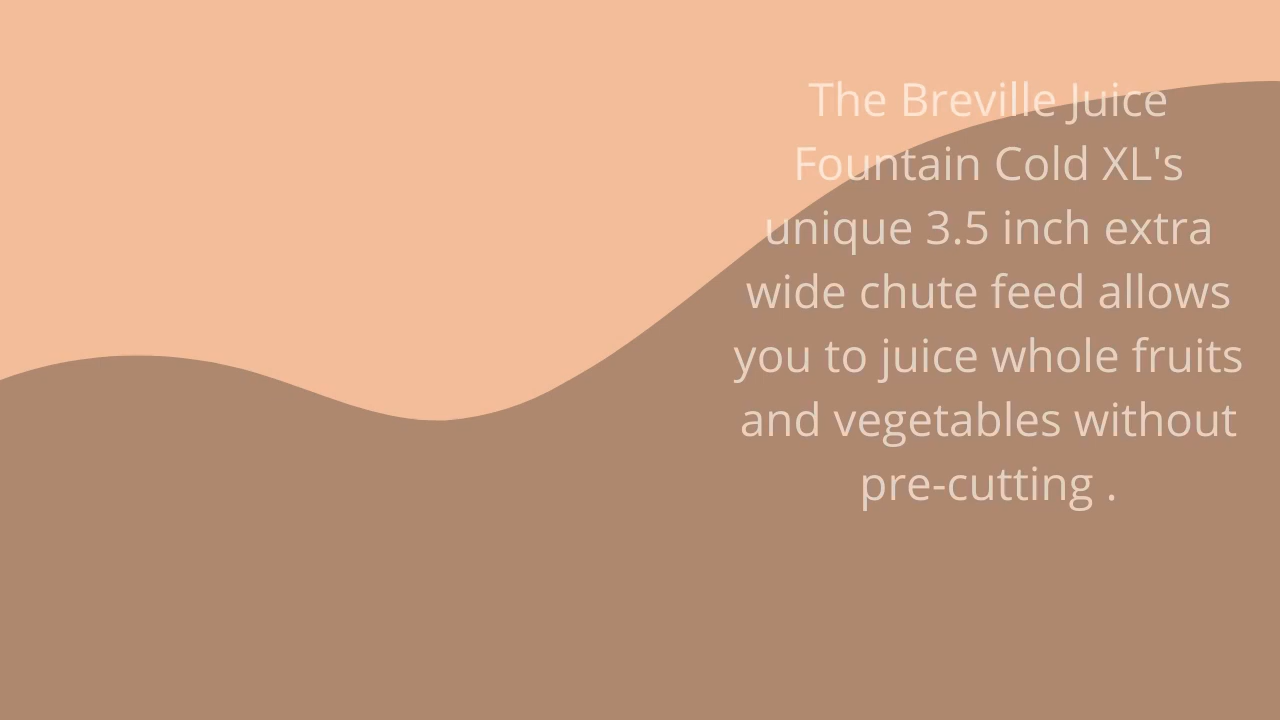 The Breville Juice
Fountain Cold XL's
unique 3.5 inch extra
wide chute feed allows
you to juice whole fruits
and vegetables without
pre-cutting .